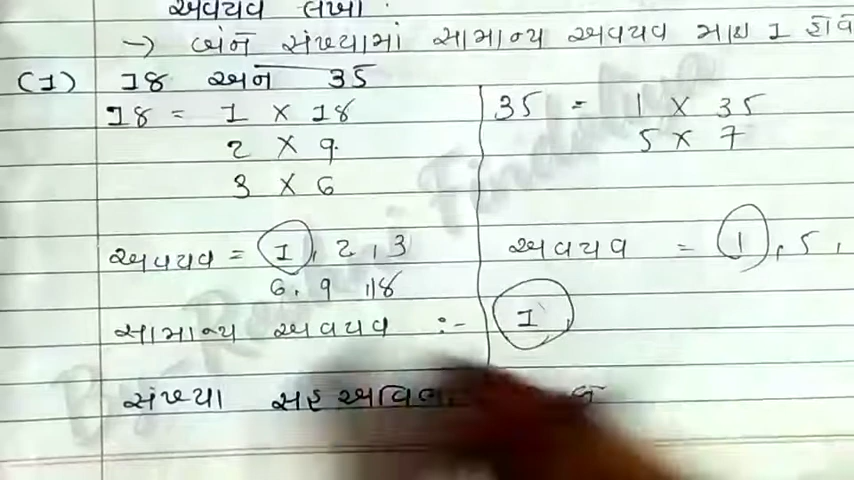 અવયવ લખો.
→ બંને સંખ્યામાં સામાન્ય અવયવ માત્ર 1
(1) 18 અને 35
18 = 1 × 18
2 × 9
3 × 6
35 = 1 × 35
5 × 7
અવયવ = 1, 2, 3
6, 9, 18
અવયવ = 1, 5,
સામાન્ય અવયવ :- 1
સંખ્યા સહ અવિભ